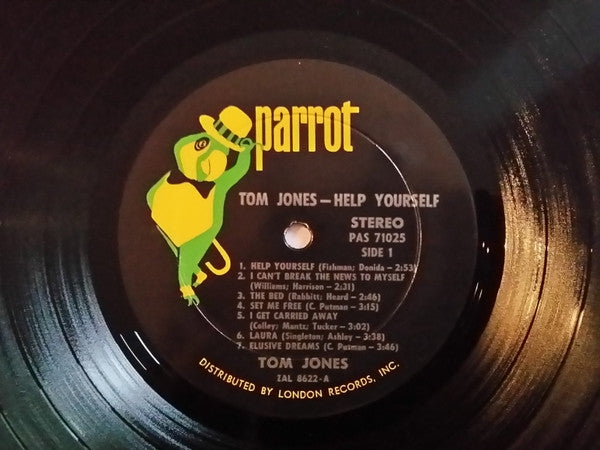 parrot
TOM JONES – HELP YOURSELF
STEREO
PAS 71025
SIDE 1
1. HELP YOURSELF (Fishman; Donida – 2:53)
2. I CAN'T BREAK THE NEWS TO MYSELF
(Williams; Harrison – 2:31)
3. THE BED (Rabbitt; Heard – 2:46)
4. SET ME FREE (C. Putman – 3:15)
5. I GET CARRIED AWAY
(Colley; Mantz; Tucker – 3:02)
6. LAURA (Singleton; Ashley – 3:38)
7. ELUSIVE DREAMS (C. Putman – 3:46)
TOM JONES
ZAL 8622-A
DISTRIBUTED BY LONDON RECORDS, INC.